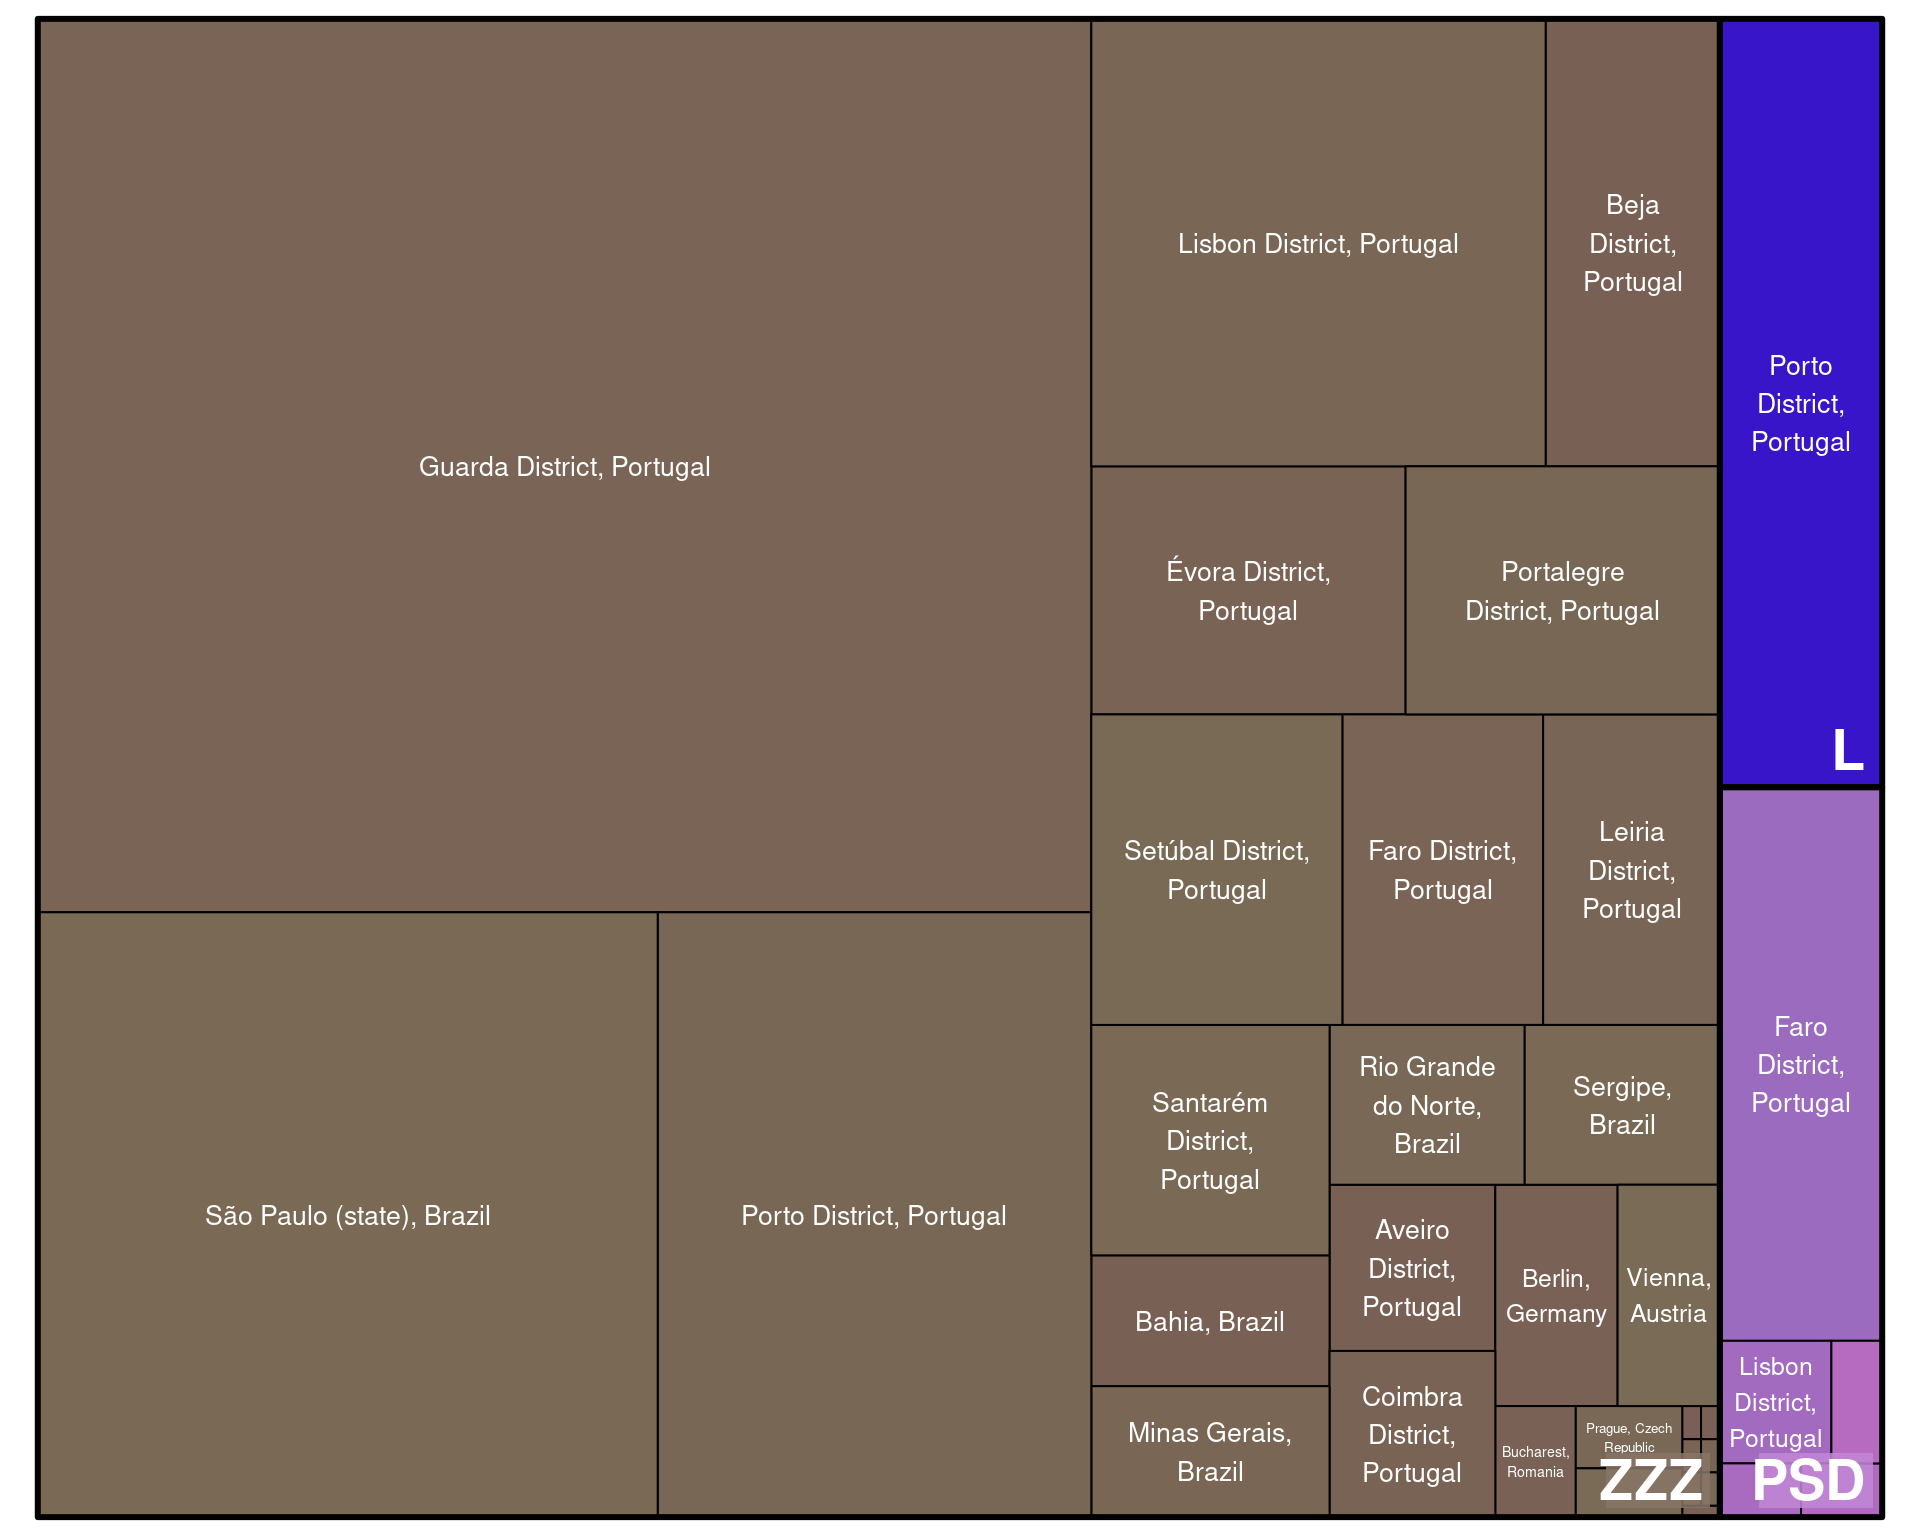 Guarda District, Portugal
São Paulo (state), Brazil
Porto District, Portugal
Lisbon District, Portugal
Beja
District,
Portugal
Évora District,
Portugal
Portalegre
District, Portugal
Setúbal District,
Portugal
Faro District,
Portugal
Leiria
District,
Portugal
Santarém
District,
Portugal
Rio Grande
do Norte,
Brazil
Sergipe,
Brazil
Bahia, Brazil
Minas Gerais,
Brazil
Aveiro
District,
Portugal
Coimbra
District,
Portugal
Berlin,
Germany
Vienna,
Austria
Bucharest,
Romania
Prague, Czech
Republic
ZZZ
Porto
District,
Portugal
L
Faro
District,
Portugal
Lisbon
District,
Portugal
PSD